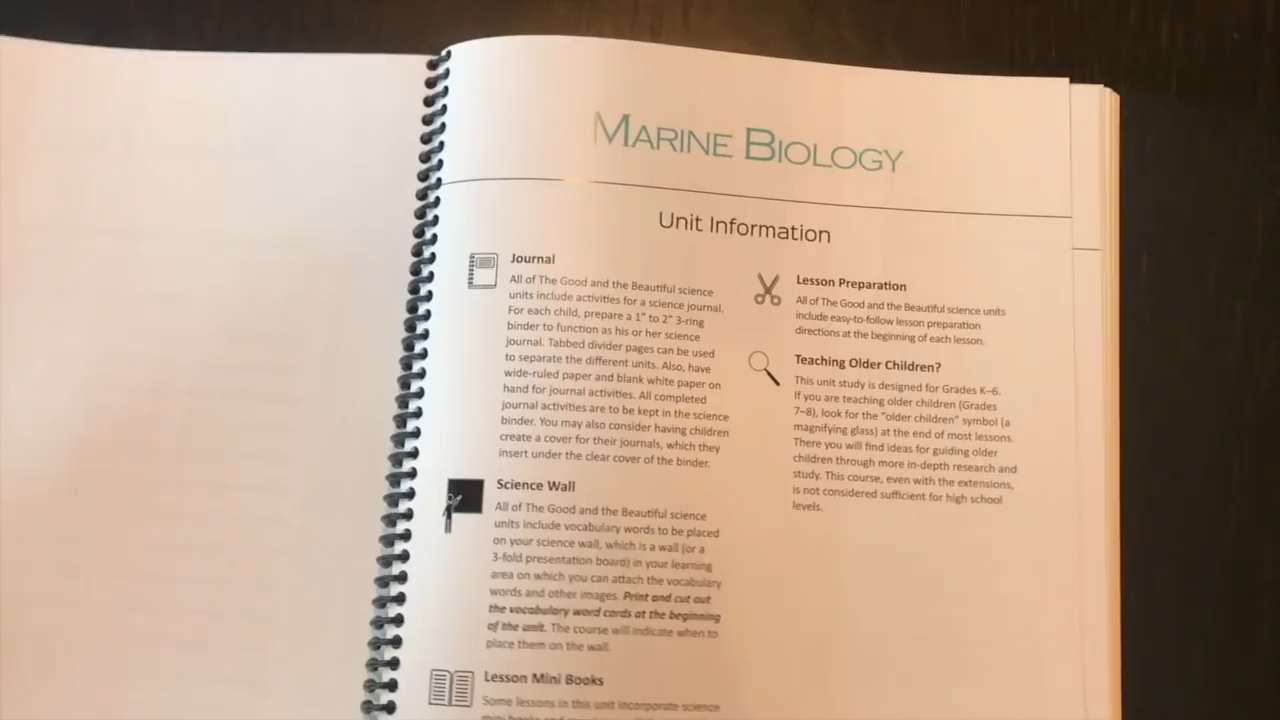 MARINE BIOLOGY
Unit Information
Journal
All of The Good and the Beautiful science
units include activities for a science journal.
For each child, prepare a 1" to 2" 3-ring
binder to function as his or her science
journal. Tabbed divider pages can be used
to separate the different units. Also, have
wide-ruled paper and blank white paper on
hand for journal activities. All completed
journal activities are to be kept in the science
binder. You may also consider having children
create a cover for their journals, which they
insert under the clear cover of the binder.
Science Wall
All of The Good and the Beautiful science
units include vocabulary words to be placed
on your science wall, which is a wall (or a
3-fold presentation board) in your learning
area on which you can attach the vocabulary
words and other images. Print and cut out
the vocabulary word cards at the beginning
of the unit. The course will indicate when to
place them on the wall.
Lesson Mini Books
Some lessons in this unit incorporate science
mini books
Lesson Preparation
All of The Good and the Beautiful science units
include easy-to-follow lesson preparation
directions at the beginning of each lesson.
Teaching Older Children?
This unit study is designed for Grades K–6.
If you are teaching older children (Grades
7–8), look for the "older children" symbol (a
magnifying glass) at the end of most lessons.
There you will find ideas for guiding older
children through more in-depth research and
study. This course, even with the extensions,
is not considered sufficient for high school
levels.